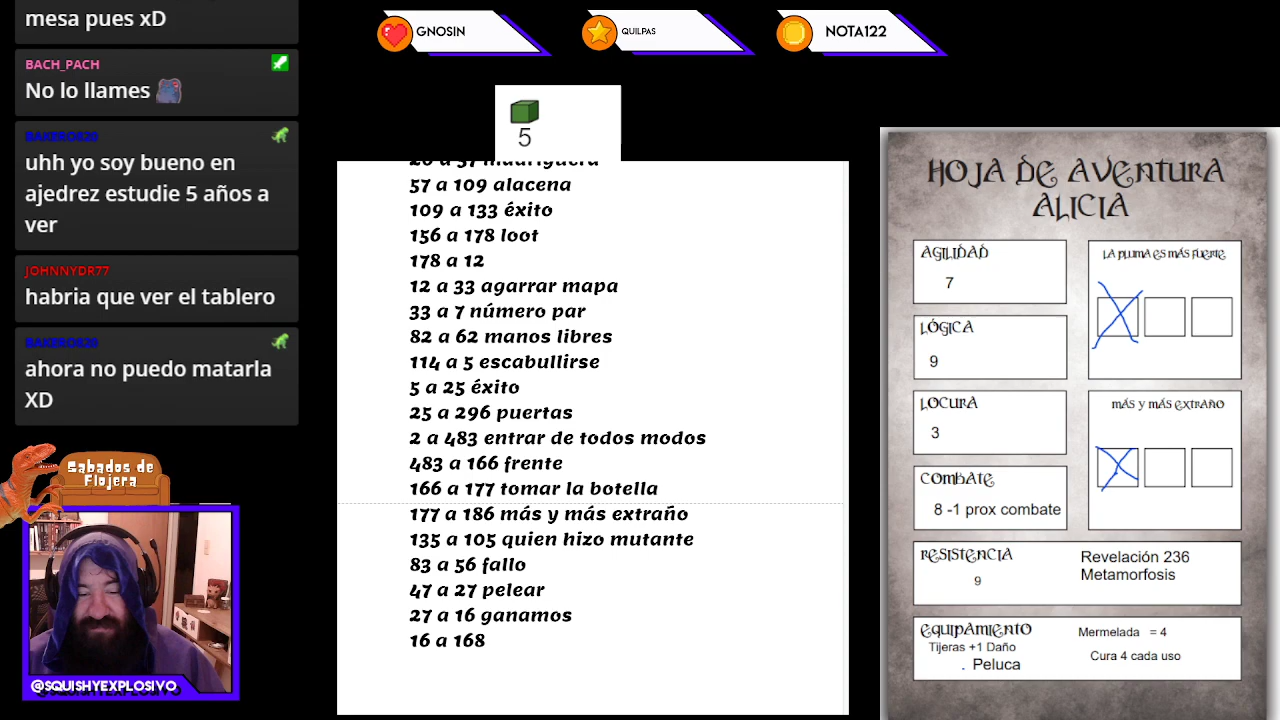 mesa pues xD
BACH_PACH
No lo llames
uhh yo soy bueno en
ajedrez estudie 5 años a
ver
JOHNNYDR77
habria que ver el tablero
ahora no puedo matarla
XD
Sabados de
Flojera
@SQUISHYEXPLOSIVO
GNOSIN
QUILPAS
NOTA122
5
57 a 109 alacena
109 a 133 éxito
156 a 178 loot
178 a 12
12 a 33 agarrar mapa
33 a 7 número par
82 a 62 manos libres
114 a 5 escabullirse
5 a 25 éxito
25 a 296 puertas
2 a 483 entrar de todos modos
483 a 166 frente
166 a 177 tomar la botella
177 a 186 más y más extraño
135 a 105 quien hizo mutante
83 a 56 fallo
47 a 27 pelear
27 a 16 ganamos
16 a 168
HOJA DE AVENTURA
ALICIA
AGILIDAD
7
LA PLUMA ES MÁS FUERTE
LÓGICA
9
LOCURA
3
MÁS Y MÁS EXTRAÑO
COMBATE
8 -1 prox combate
RESISTENCIA
9
Revelación 236
Metamorfosis
EQUIPAMIENTO
Tijeras +1 Daño
. Peluca
Mermelada = 4
Cura 4 cada uso